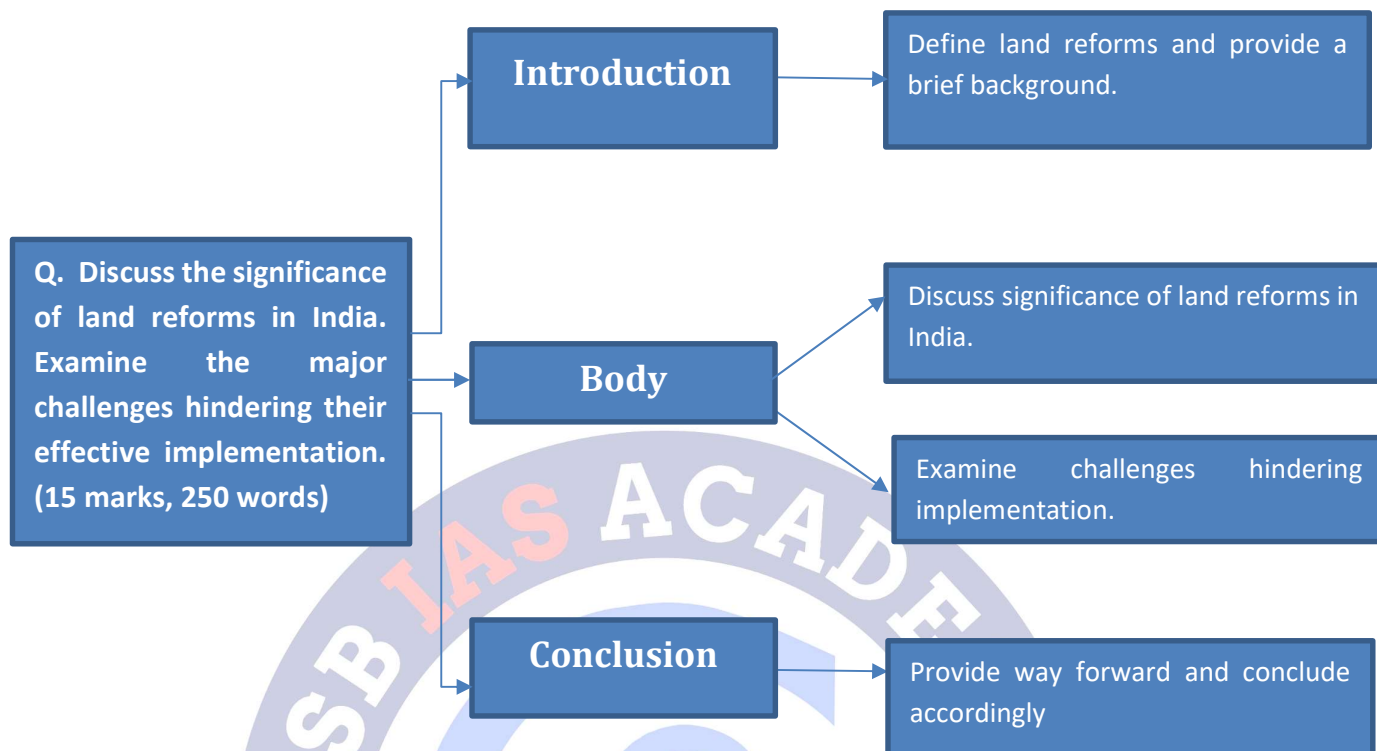 Q. Discuss the significance
of land reforms in India.
Examine the major
challenges hindering their
effective implementation.
(15 marks, 250 words)
Introduction
Define land reforms and provide a
brief background.
Body
Discuss significance of land reforms in
India.
Examine challenges hindering
implementation.
Conclusion
Provide way forward and conclude
accordingly
SB IAS ACADE